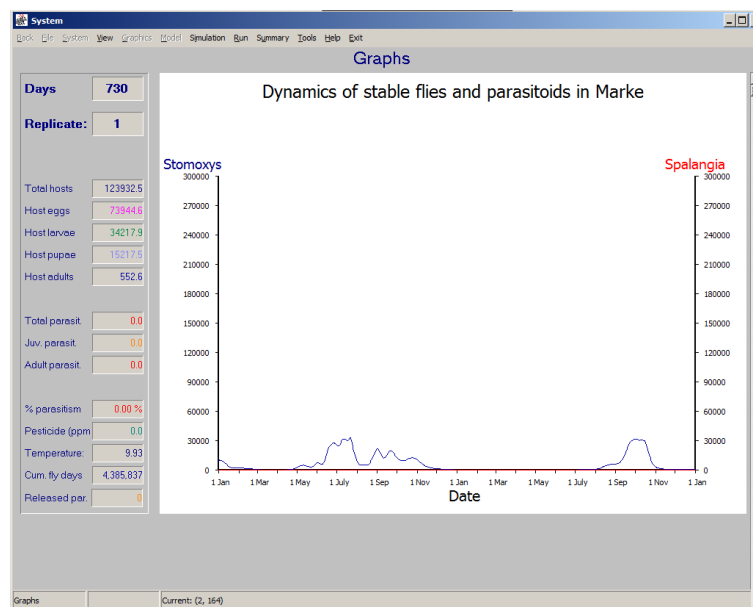 System
Back File System View Graphics Model Simulation Run Summary Tools Help Exit
Graphs
Days 730
Replicate: 1
Total hosts 123932.5
Host eggs 73944.6
Host larvae 34217.9
Host pupae 15217.5
Host adults 552.6
Total parasit. 0.0
Juv. parasit. 0.0
Adult parasit. 0.0
% parasitism 0.00 %
Pesticide (ppm 0.0
Temperature: 9.93
Cum. fly days 4,385,837
Released par. 0
Dynamics of stable flies and parasitoids in Marke
Stomoxys Spalangia
300000 300000
270000 270000
240000 240000
210000 210000
180000 180000
150000 150000
120000 120000
90000 90000
60000 60000
30000 30000
0 0
1 Jan 1 Mar 1 May 1 July 1 Sep 1 Nov 1 Jan 1 Mar 1 May 1 July 1 Sep 1 Nov 1 Jan
Date
Graphs Current: (2, 164)